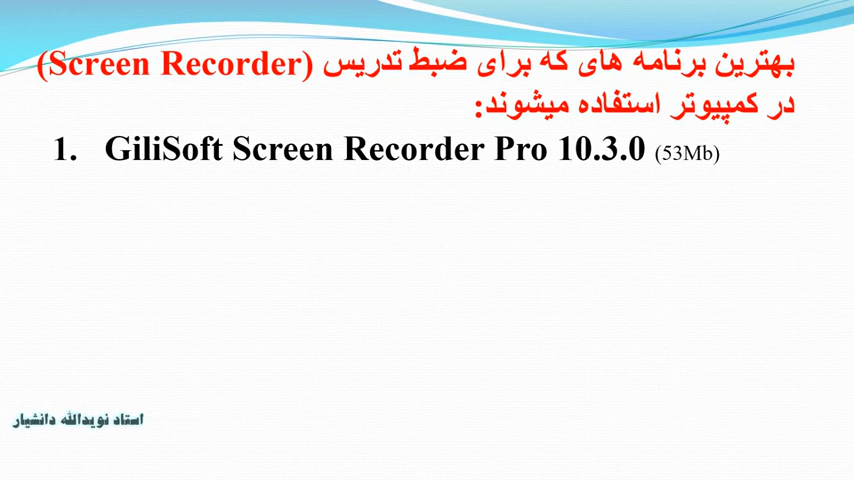 بهترین برنامه های که برای ضبط تدریس (Screen Recorder)
در کمپیوتر استفاده میشوند:
1. GiliSoft Screen Recorder Pro 10.3.0 (53Mb)
استاد نویدالله دانشیار